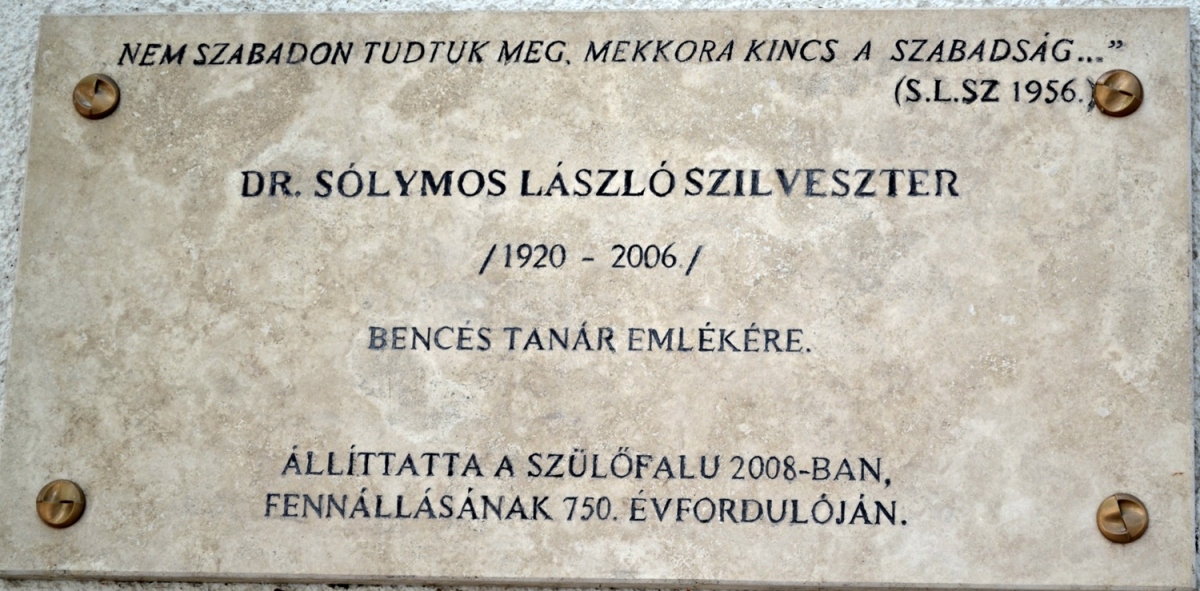 NEM SZABADON TUDTUK MEG, MEKKORA KINCS A SZABADSÁG..."
(S.L.SZ 1956.)
DR. SÓLYMOS LÁSZLÓ SZILVESZTER
/1920 - 2006./
BENCÉS TANÁR EMLÉKÉRE.
ÁLLÍTTATTA A SZÜLŐFALU 2008-BAN,
FENNÁLLÁSÁNAK 750. ÉVFORDULÓJÁN.